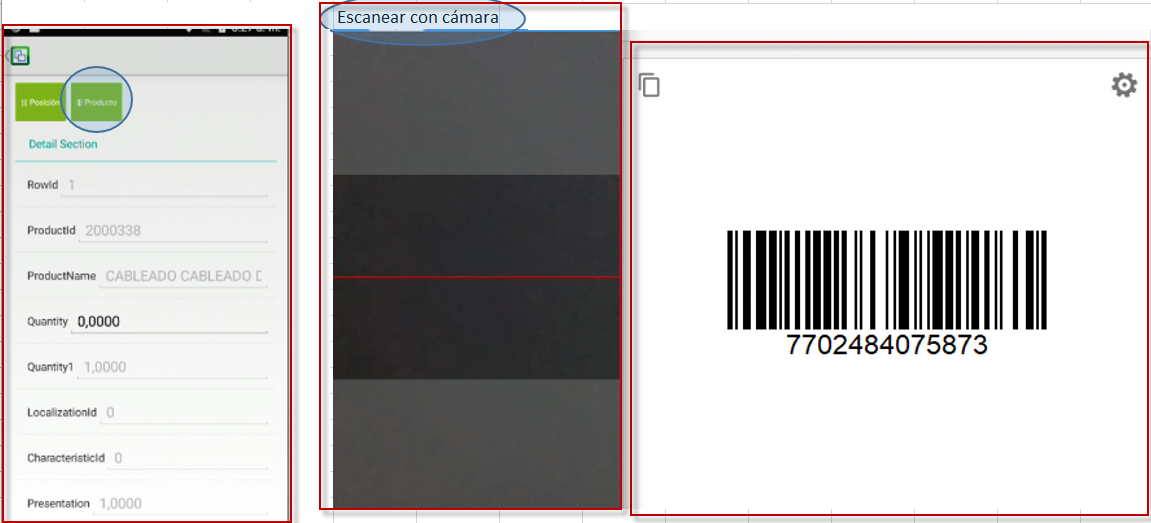 Posición
Producto
Detail Section
RowId 1
ProductId 2000338
ProductName CABLEADO CABLEADO D
Quantity 0,0000
Quantity1 1,0000
LocalizationId 0
CharacteristicId 0
Presentation 1,0000
Escanear con cámara
7702484075873